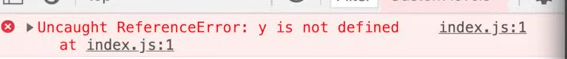 Uncaught ReferenceError: y is not defined index.js:1
at index.js:1